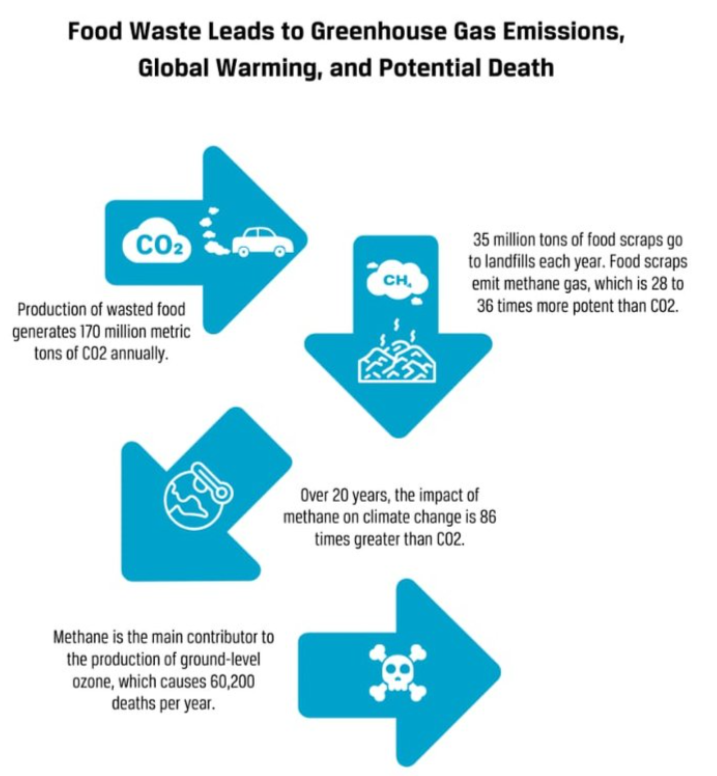 Food Waste Leads to Greenhouse Gas Emissions,
Global Warming, and Potential Death
CO₂
Production of wasted food
generates 170 million metric
tons of CO2 annually.
CH₄
35 million tons of food scraps go
to landfills each year. Food scraps
emit methane gas, which is 28 to
36 times more potent than CO2.
Over 20 years, the impact of
methane on climate change is 86
times greater than CO2.
Methane is the main contributor to
the production of ground-level
ozone, which causes 60,200
deaths per year.